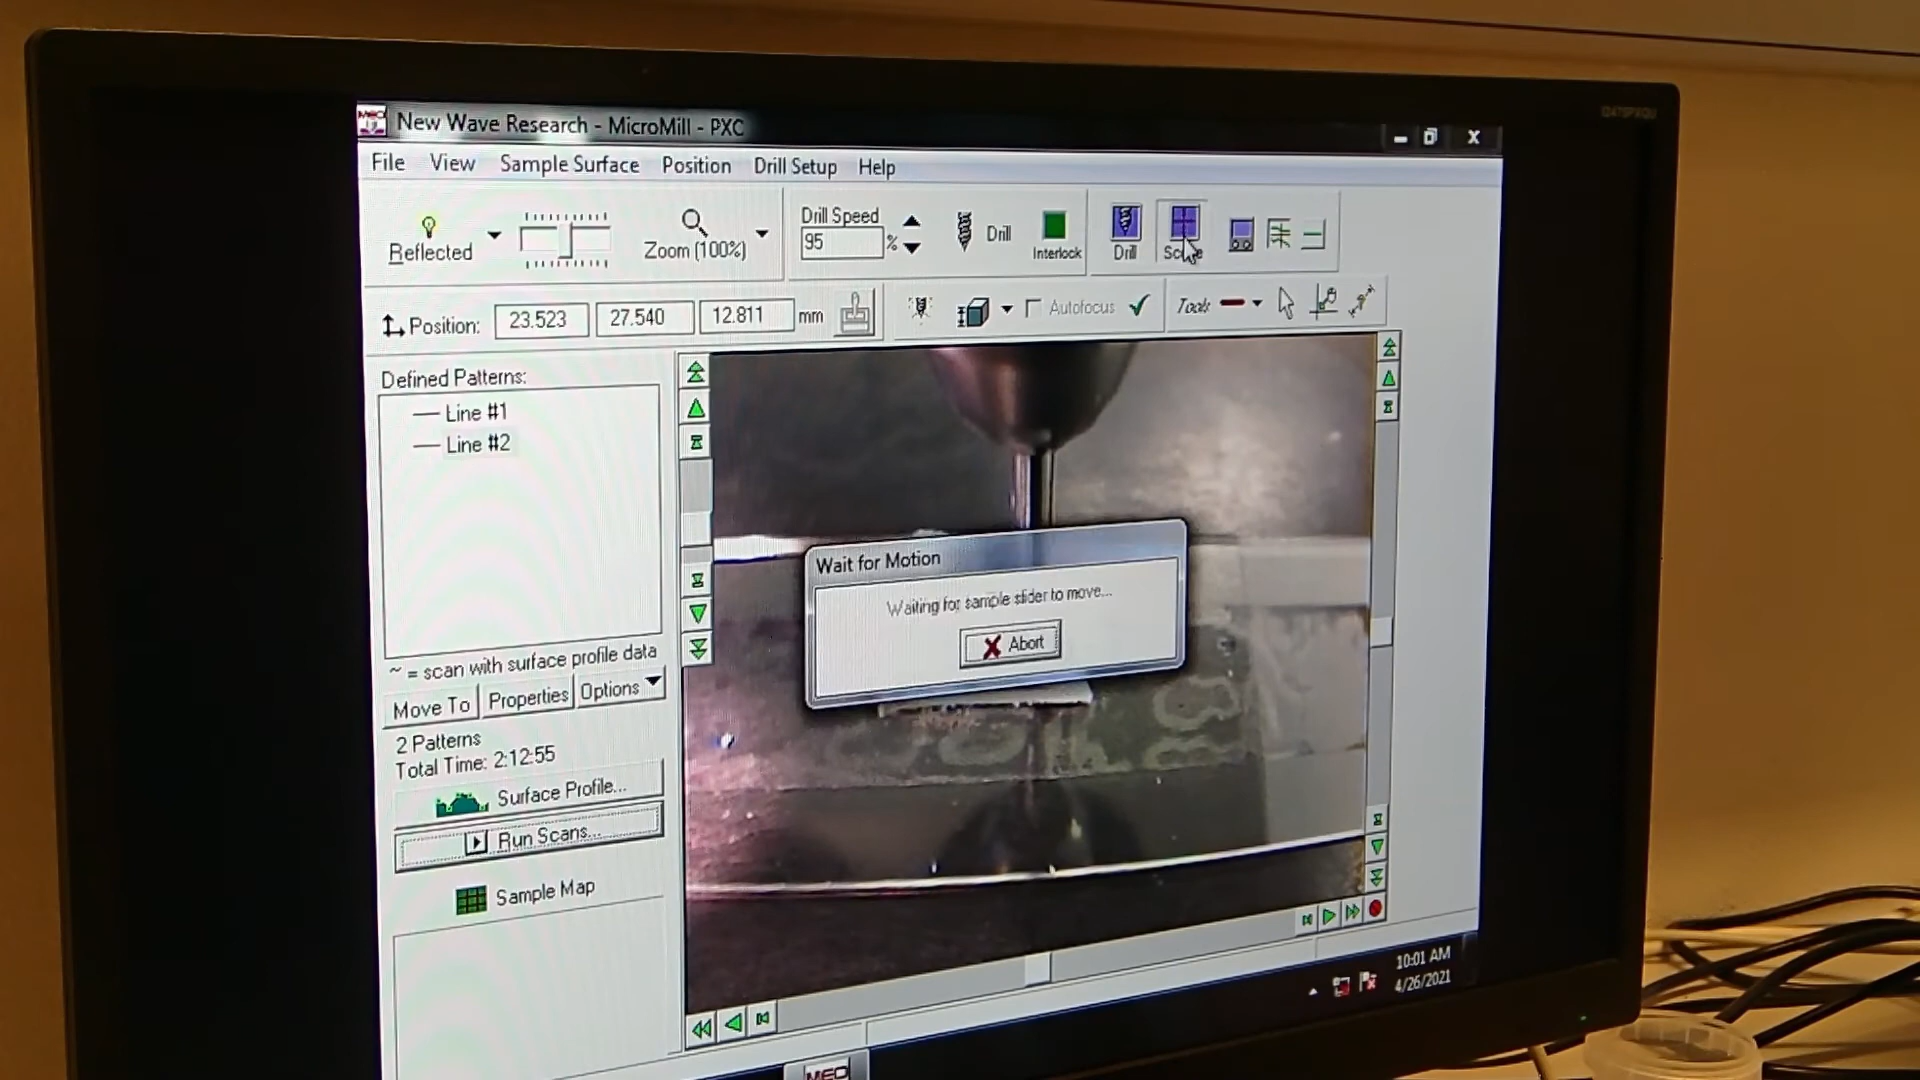 New Wave Research - MicroMill - PXC
File View Sample Surface Position Drill Setup Help
Reflected
Zoom (100%)
Drill Speed
95 %
Drill
Interlock
Drill
Position: 23.523 27.540 12.811 mm
Autofocus
Tools
Defined Patterns:
Line #1
Line #2
~ = scan with surface profile data
Move To Properties Options
2 Patterns
Total Time: 2:12:55
Surface Profile...
Run Scans...
Sample Map
Wait for Motion
Waiting for sample slider to move...
Abort
10:01 AM
4/26/2021
MEO